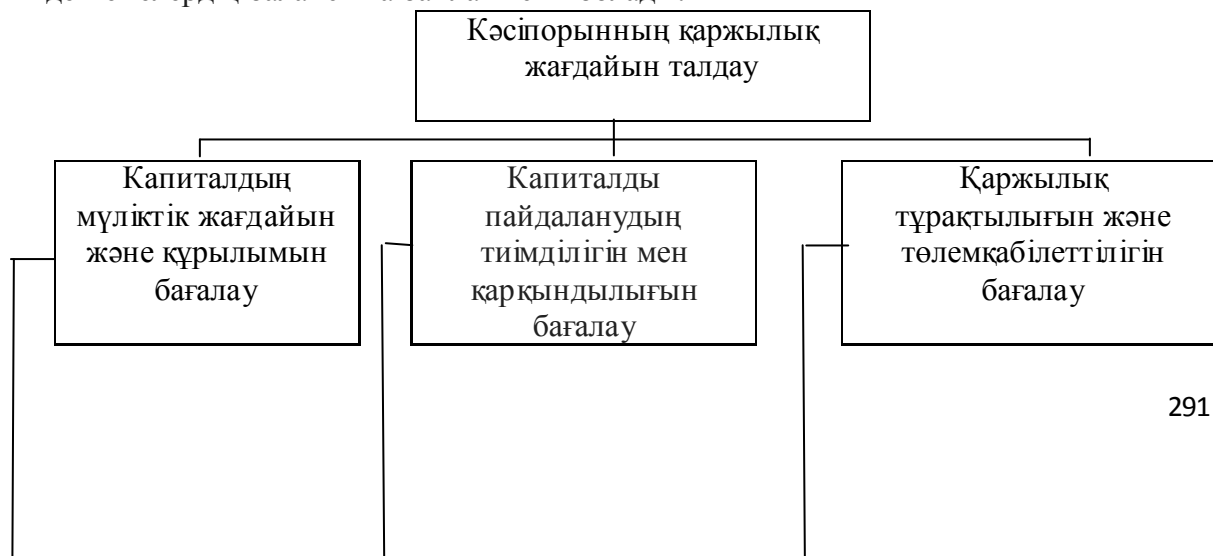 Кәсіпорынның қаржылық
жағдайын талдау
Капиталдың
мүліктік жағдайын
және құрылымын
бағалау
Капиталды
пайдаланудың
тиімділігін мен
қарқындылығын
бағалау
Қаржылық
тұрақтылығын және
төлемқабілеттілігін
бағалау
291